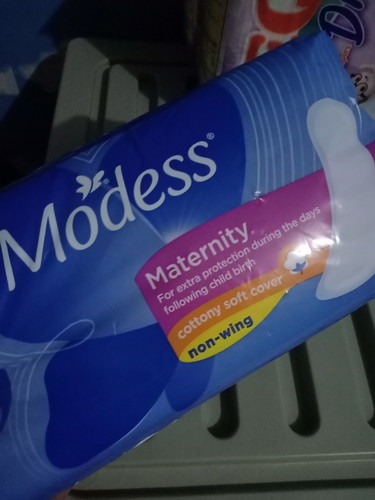 Modess®
Maternity
For extra protection during the days
following child birth
cottony soft cover
non-wing